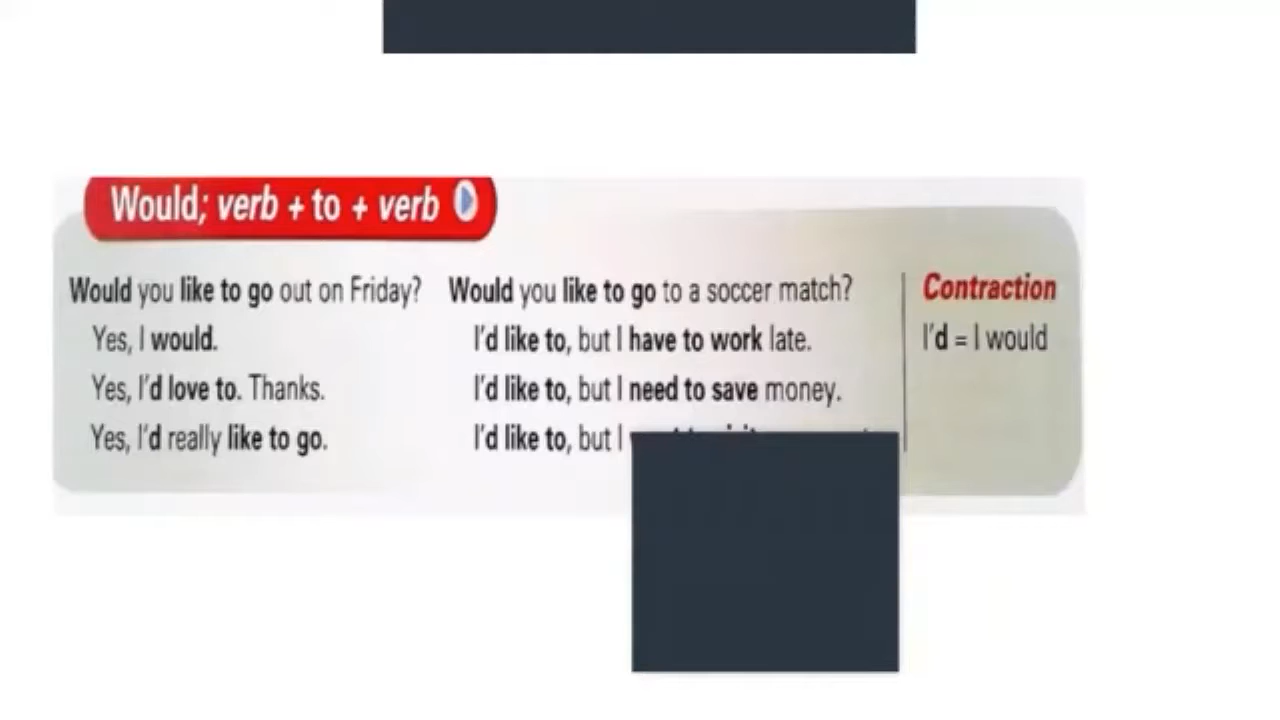 Would; verb + to + verb
Would you like to go out on Friday?
Yes, I would.
Yes, I'd love to. Thanks.
Yes, I'd really like to go.
Would you like to go to a soccer match?
I'd like to, but I have to work late.
I'd like to, but I need to save money.
I'd like to, but I
Contraction
I'd = I would